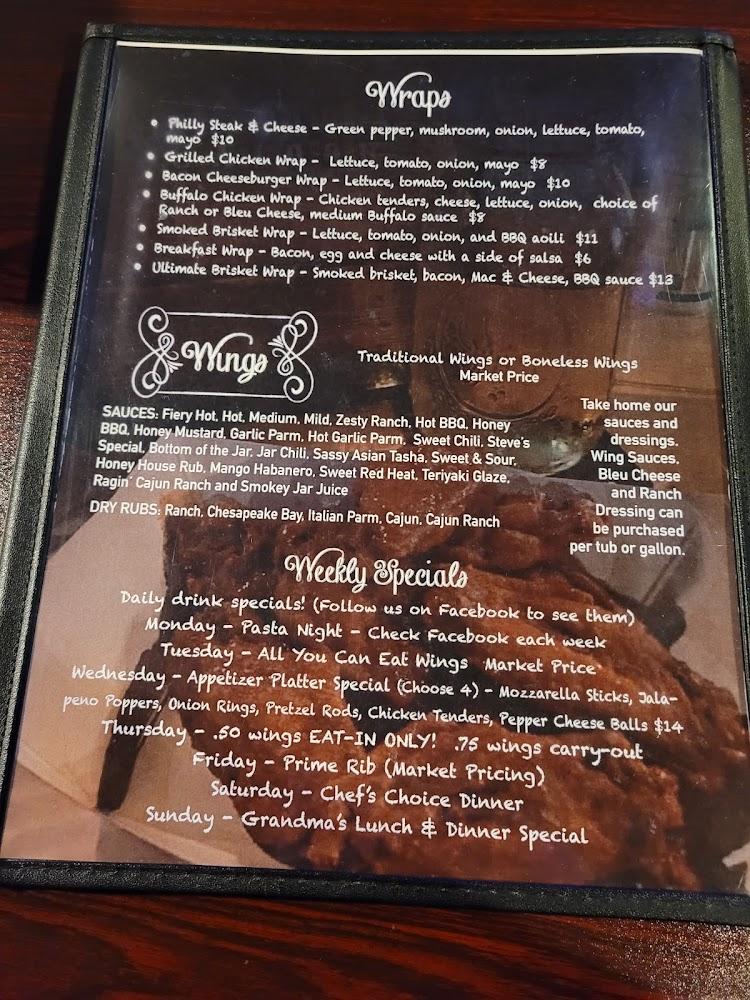 Wraps
• Philly Steak & Cheese - Green pepper, mushroom, onion, lettuce, tomato,
mayo $10
• Grilled Chicken Wrap - Lettuce, tomato, onion, mayo $8
• Bacon Cheeseburger Wrap - Lettuce, tomato, onion, mayo $10
• Buffalo Chicken Wrap - Chicken tenders, cheese, lettuce, onion, choice of
Ranch or Bleu Cheese, medium Buffalo sauce $8
• Smoked Brisket Wrap - Lettuce, tomato, onion, and BBQ aoili $11
• Breakfast Wrap - Bacon, egg and cheese with a side of salsa $6
• Ultimate Brisket Wrap - Smoked brisket, bacon, Mac & Cheese, BBQ sauce $13
Wings
Traditional Wings or Boneless Wings
Market Price
SAUCES: Fiery Hot, Hot, Medium, Mild, Zesty Ranch, Hot BBQ, Honey
BBQ, Honey Mustard, Garlic Parm, Hot Garlic Parm, Sweet Chili, Steve's
Special, Bottom of the Jar, Jar Chili, Sassy Asian Tasha, Sweet & Sour,
Honey House Rub, Mango Habanero, Sweet Red Heat, Teriyaki Glaze,
Ragin' Cajun Ranch and Smokey Jar Juice
DRY RUBS: Ranch, Chesapeake Bay, Italian Parm, Cajun, Cajun Ranch
Take home our
sauces and
dressings.
Wing Sauces,
Bleu Cheese
and Ranch
Dressing can
be purchased
per tub or gallon.
Weekly Specials
Daily drink specials! (Follow us on Facebook to see them)
Monday - Pasta Night - Check Facebook each week
Tuesday - All You Can Eat Wings Market Price
Wednesday - Appetizer Platter Special (Choose 4) - Mozzarella Sticks, Jala-
peno Poppers, Onion Rings, Pretzel Rods, Chicken Tenders, Pepper Cheese Balls $14
Thursday - .50 wings EAT-IN ONLY! .75 wings carry-out
Friday - Prime Rib (Market Pricing)
Saturday - Chef's Choice Dinner
Sunday - Grandma's Lunch & Dinner Special